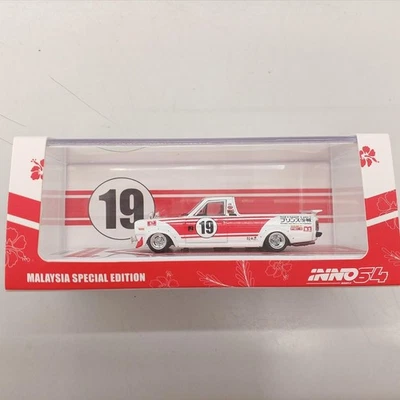 19
19
MALAYSIA SPECIAL EDITION
INNO64